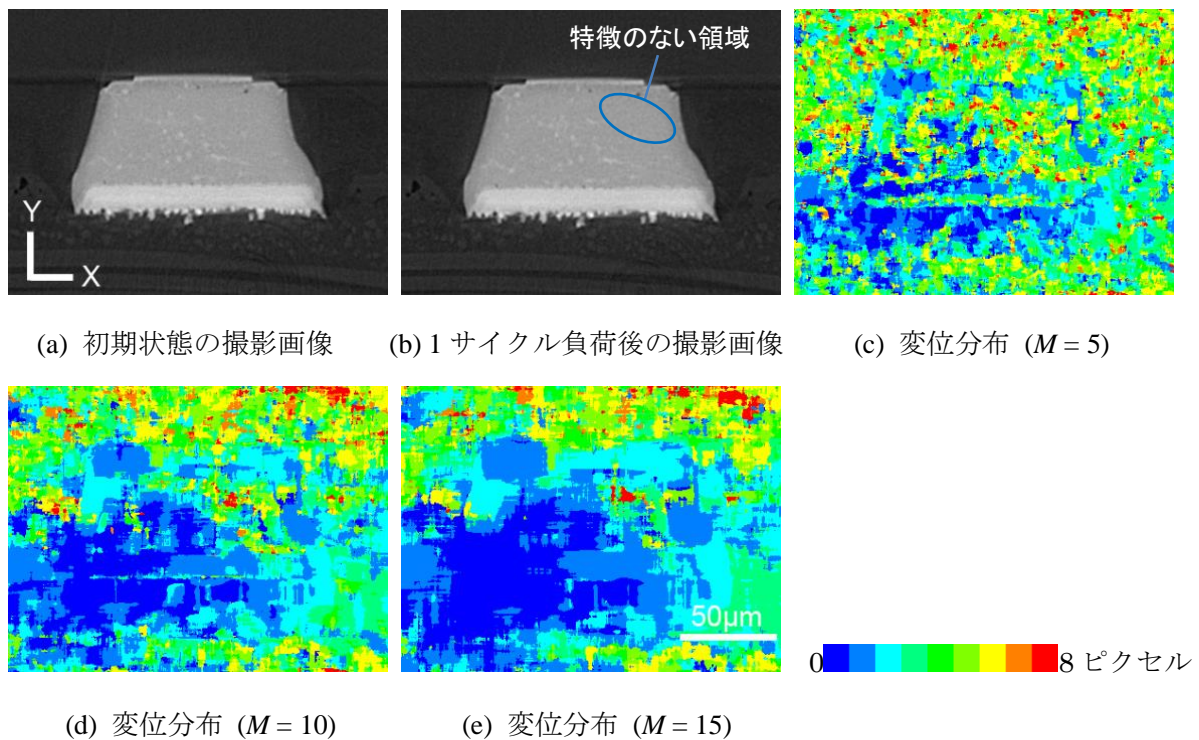 特徴のない領域
Y
X
(a) 初期状態の撮影画像
(b) 1 サイクル負荷後の撮影画像
(c) 変位分布 (M = 5)
50μm
0 8 ピクセル
(d) 変位分布 (M = 10)
(e) 変位分布 (M = 15)